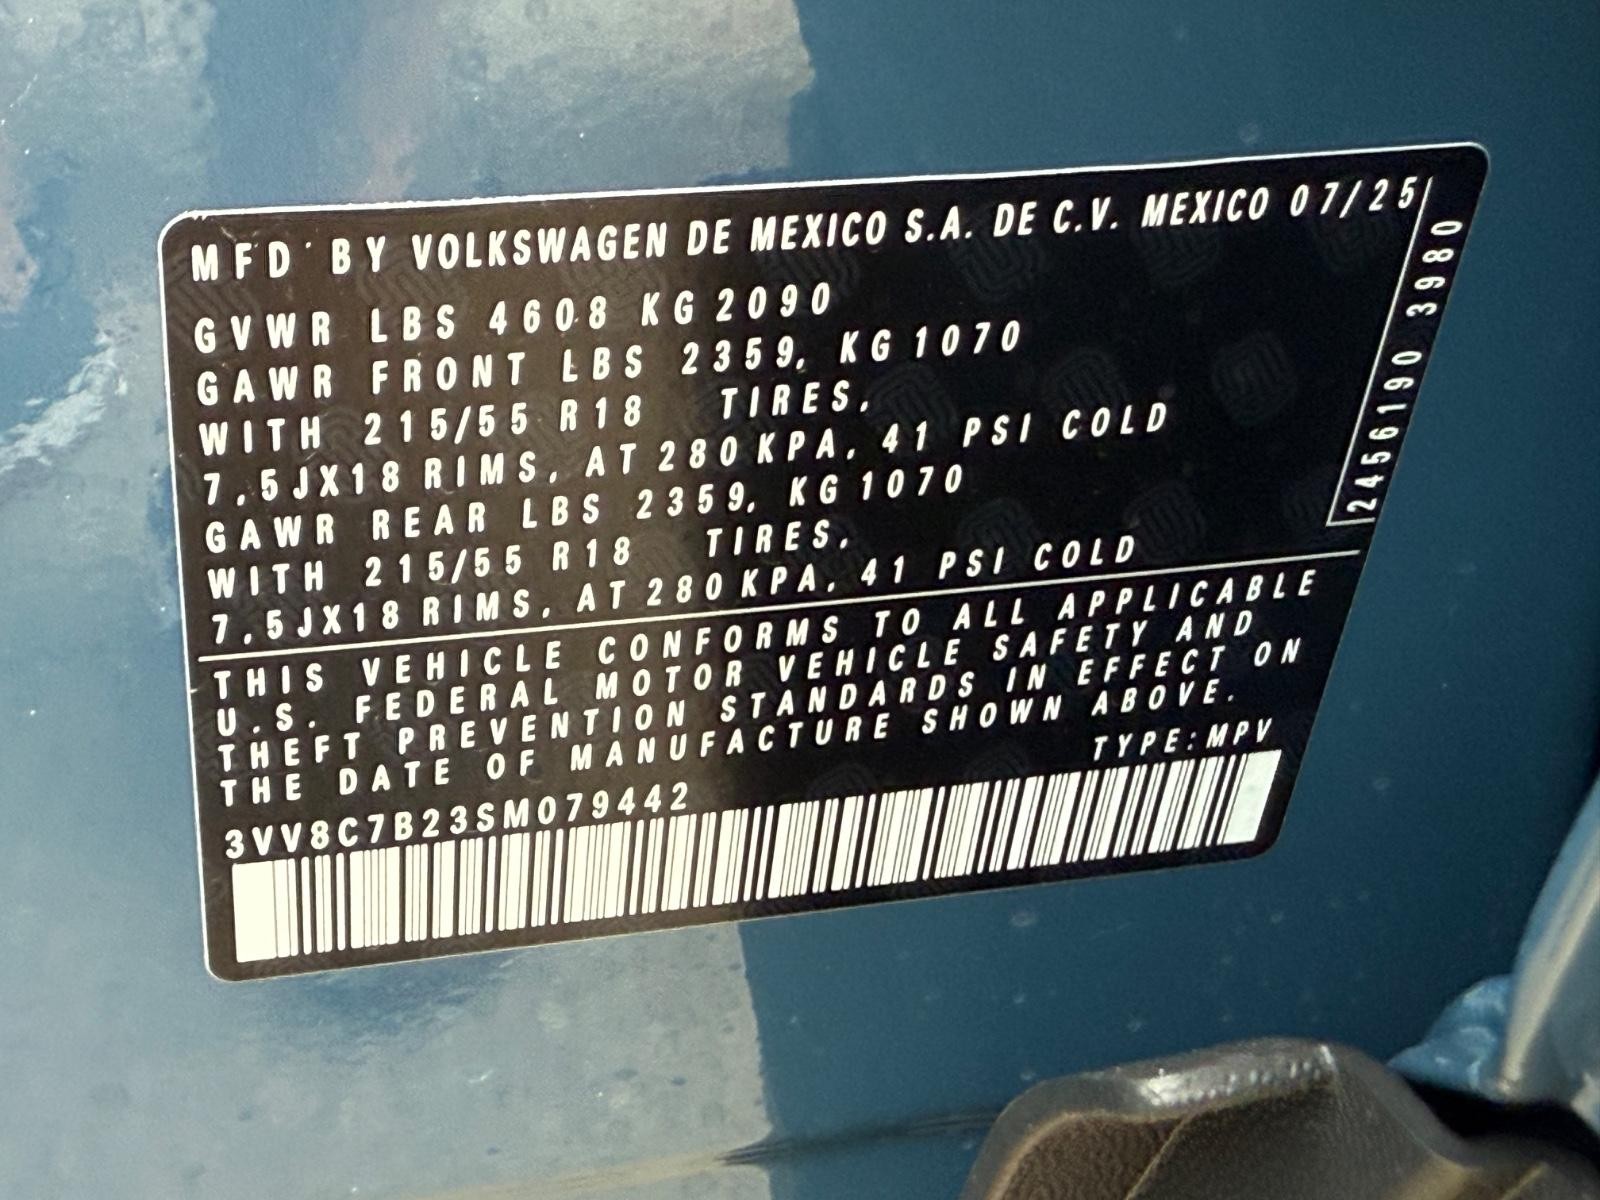 MFD BY VOLKSWAGEN DE MEXICO S.A. DE C.V. MEXICO 07/25
GVWR LBS 4608 KG 2090
GAWR FRONT LBS 2359, KG 1070
WITH 215/55 R18 TIRES,
7,5JX18 RIMS, AT 280 KPA, 41 PSI COLD
GAWR REAR LBS 2359, KG 1070
WITH 215/55 R18 TIRES,
7,5JX18 RIMS, AT 280 KPA, 41 PSI COLD
2456190 3980
THIS VEHICLE CONFORMS TO ALL APPLICABLE
U.S. FEDERAL MOTOR VEHICLE SAFETY AND
THEFT PREVENTION STANDARDS IN EFFECT ON
THE DATE OF MANUFACTURE SHOWN ABOVE.
TYPE:MPV
3VV8C7B23SM079442